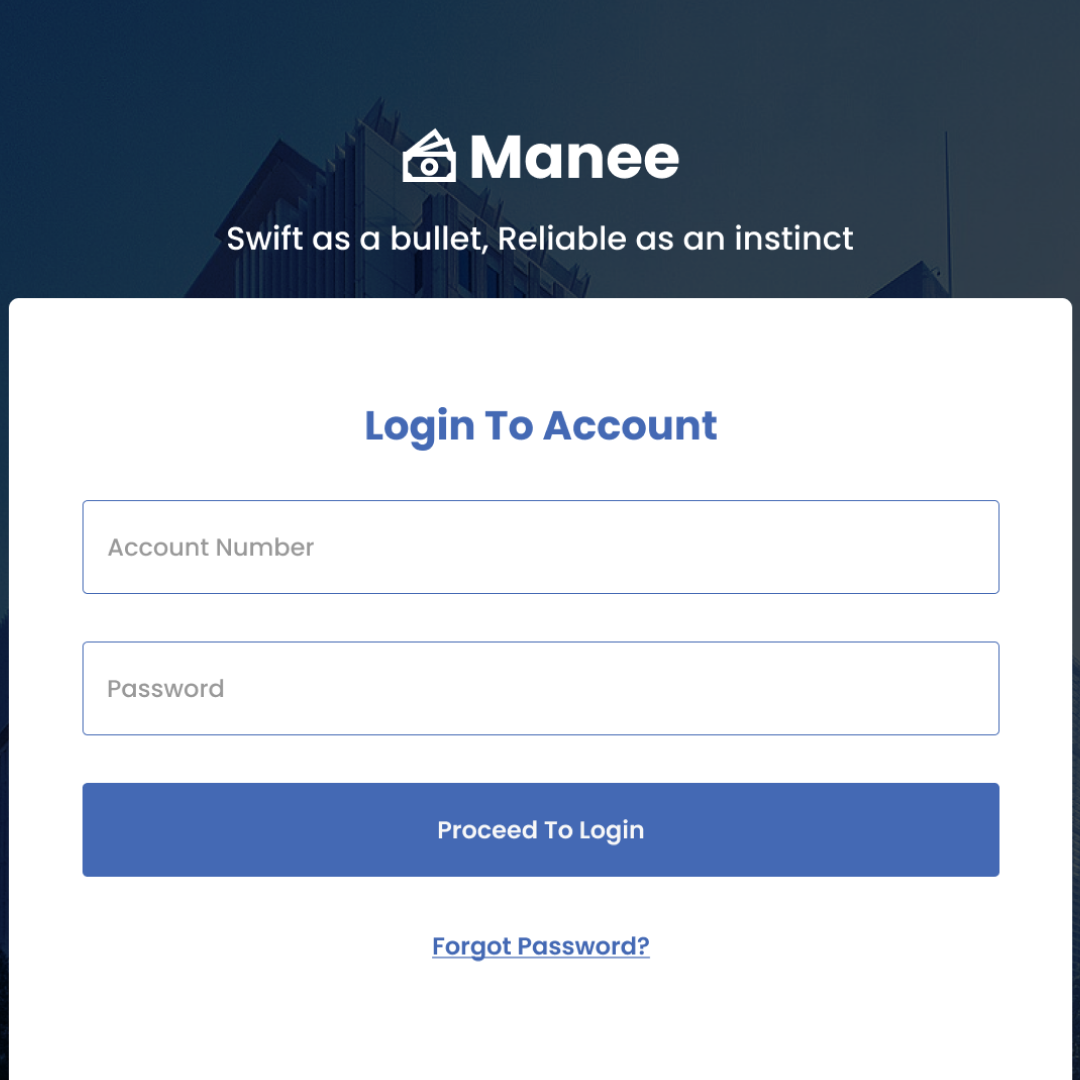 Manee
Swift as a bullet, Reliable as an instinct
Login To Account
Account Number
Password
Proceed To Login
Forgot Password?